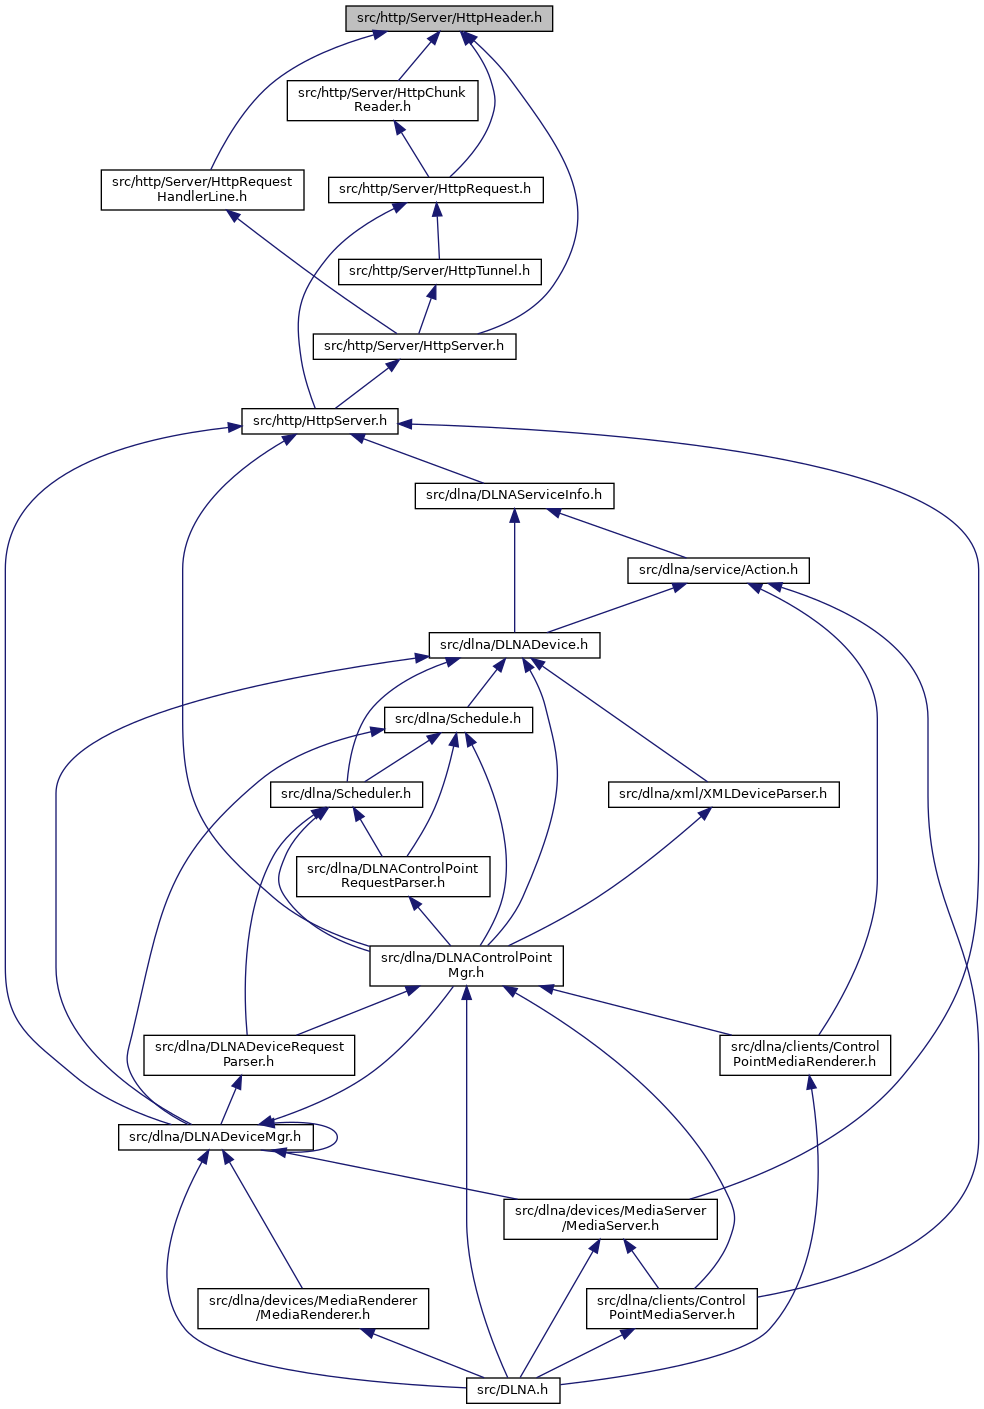 src/http/Server/HttpHeader.h
src/http/Server/HttpChunk
Reader.h
src/http/Server/HttpRequest
HandlerLine.h
src/http/Server/HttpRequest.h
src/http/Server/HttpTunnel.h
src/http/Server/HttpServer.h
src/http/HttpServer.h
src/dlna/DLNAServiceInfo.h
src/dlna/service/Action.h
src/dlna/DLNADevice.h
src/dlna/Schedule.h
src/dlna/Scheduler.h
src/dlna/xml/XMLDeviceParser.h
src/dlna/DLNAControlPoint
RequestParser.h
src/dlna/DLNAControlPoint
Mgr.h
src/dlna/DLNADeviceRequest
Parser.h
src/dlna/clients/Control
PointMediaRenderer.h
src/dlna/DLNADeviceMgr.h
src/dlna/devices/MediaServer
/MediaServer.h
src/dlna/devices/MediaRenderer
/MediaRenderer.h
src/dlna/clients/Control
PointMediaServer.h
src/DLNA.h